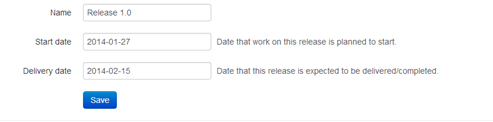 Name Release 1.0
Start date 2014-01-27 Date that work on this release is planned to start.
Delivery date 2014-02-15 Date that this release is expected to be delivered/completed.
Save